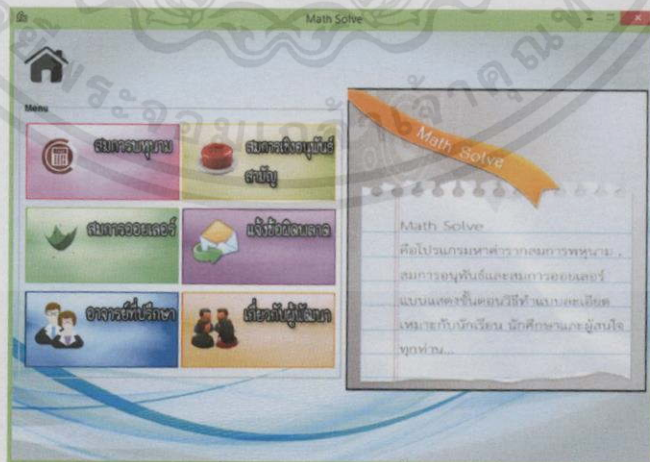 Math Solve
Menu
สมการพหุนาม
สมการเชิงอนุพันธ์
สามัญ
สมการออยเลอร์
แจ้งข้อผิดพลาด
อาจารย์ที่ปรึกษา
เกี่ยวกับผู้พัฒนา
Math Solve
Math Solve
คือโปรแกรมหาค่ารากสมการพหุนาม ,
สมการอนุพันธ์และสมการออยเลอร์
แบบแสดงขั้นตอนวิธีทำแบบละเอียด
เหมาะกับนักเรียน นักศึกษาและผู้สนใจ
ทุกท่าน...